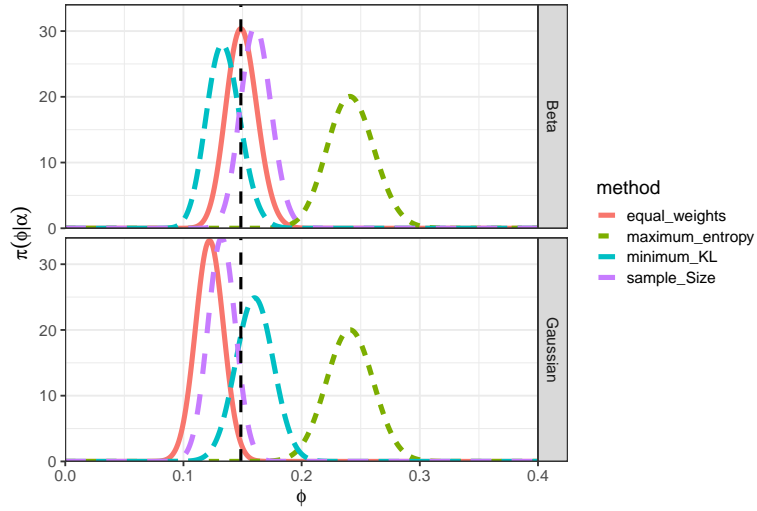 30
20
10
0
Beta
π(ϕ|α)
30
20
10
0
Gaussian
0.0 0.1 0.2 0.3 0.4
ϕ
method
equal_weights
maximum_entropy
minimum_KL
sample_Size